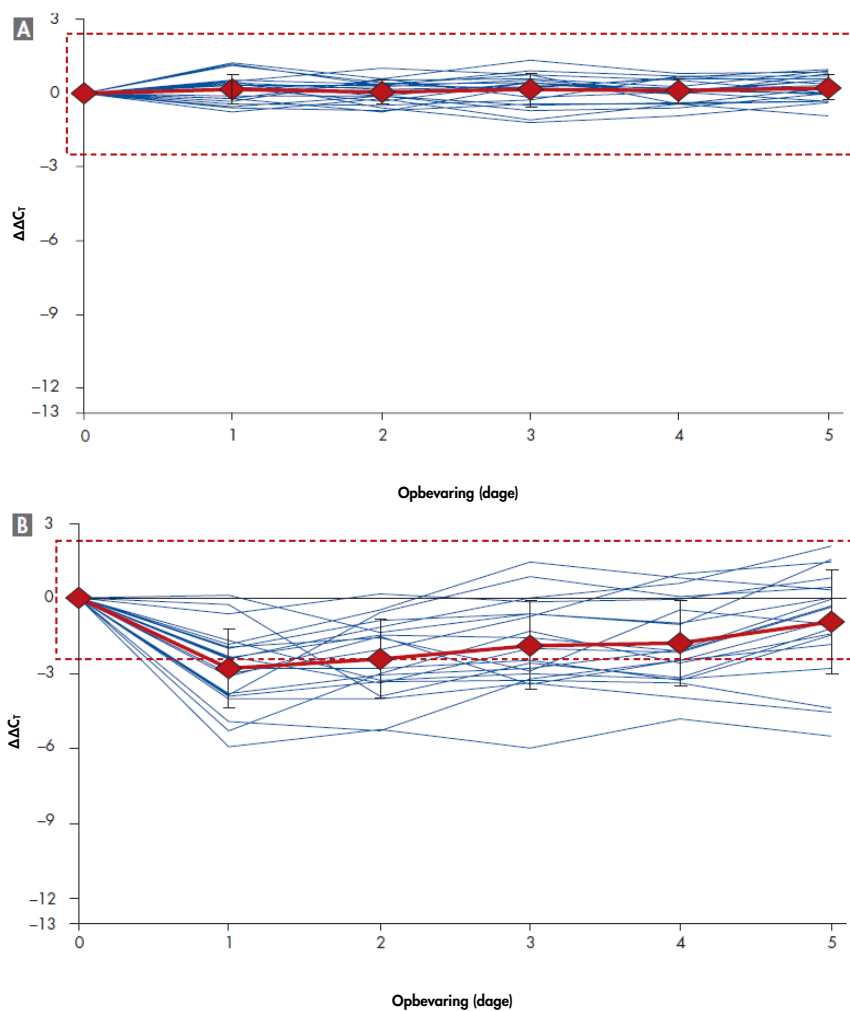 A
3
0
–3
–6
–9
–12
–13
ΔΔCT
0 1 2 3 4 5
Opbevaring (dage)
B
3
0
–3
–6
–9
–12
–13
ΔΔCT
0 1 2 3 4 5
Opbevaring (dage)